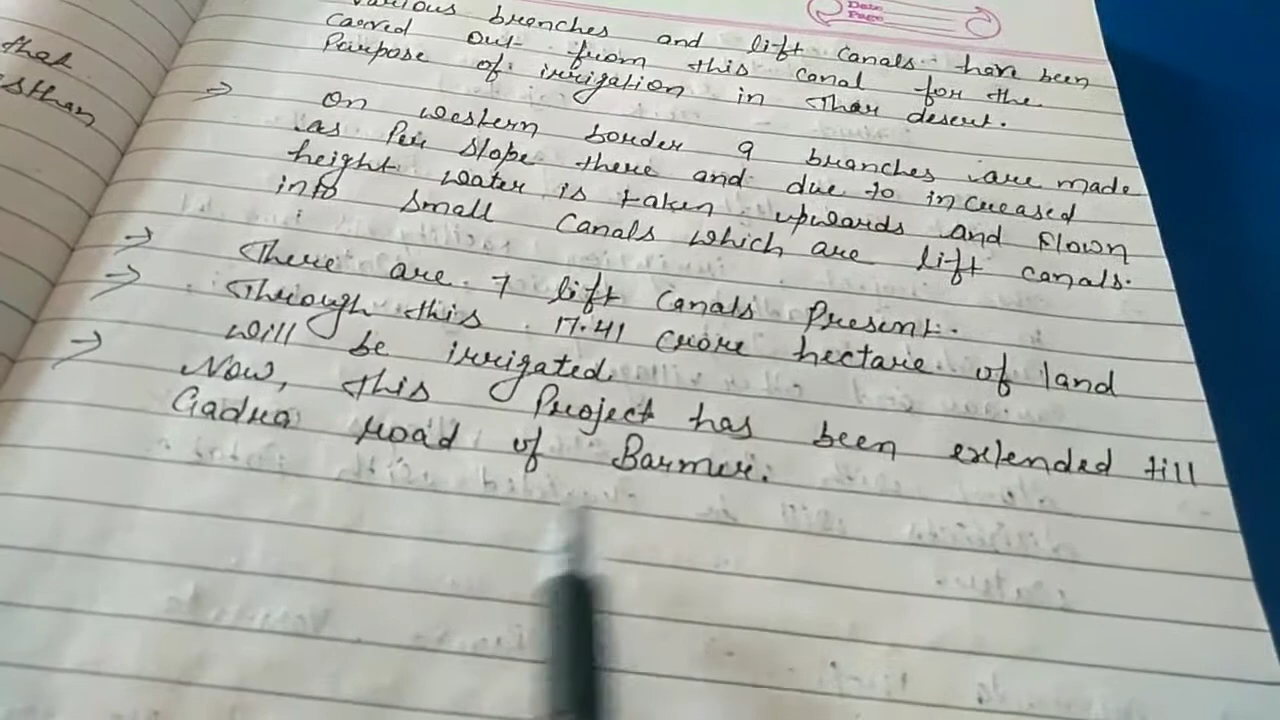 Date
Page
various branches and lift canals have been
carved out from this canal for the
Purpose of irrigation in Thar desert.
that
sthan
→ On western border 9 branches are made
as per slope there and due to increased
height water is taken upwards and flown
into small canals which are lift canals.
→ There are 7 lift canals Present.
→ Through this 17.41 crore hectare of land
will be irrigated.
→ Now, this Project has been extended till
Gadra road of Barmer.